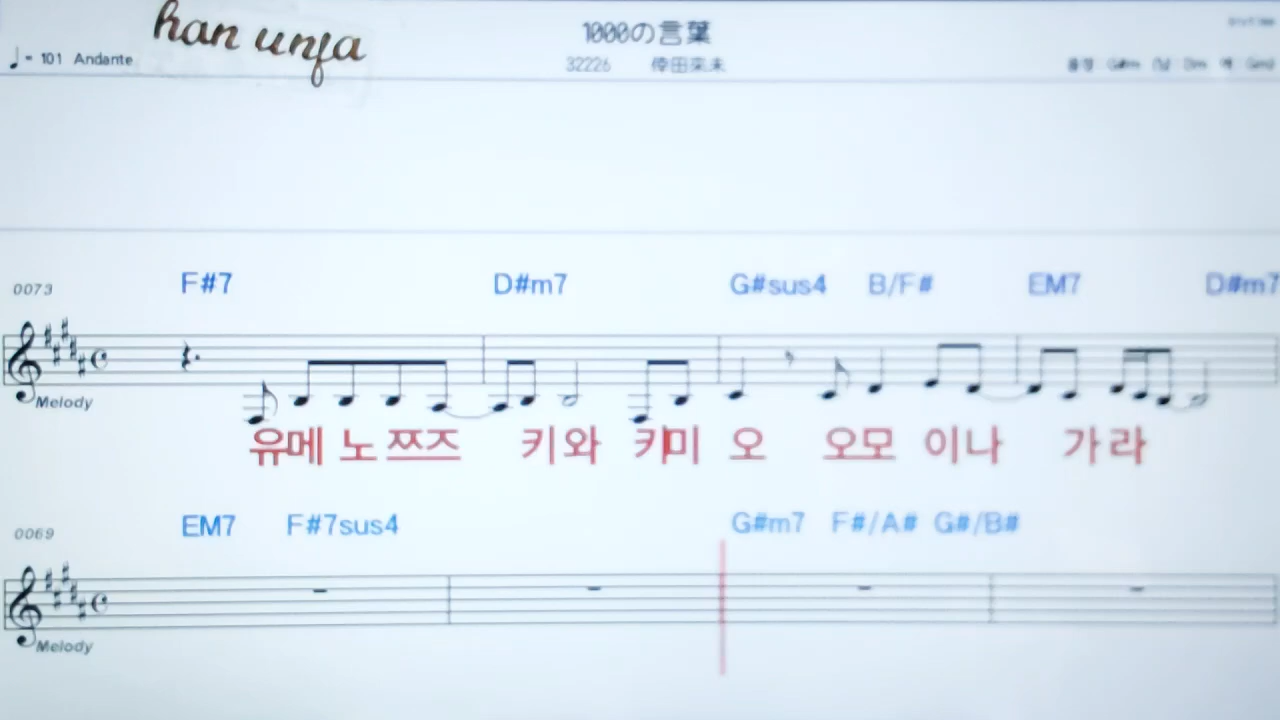 han unfa
1000の言葉
♩= 101 Andante
32226 倖田來未
F#7 D#m7 G#sus4 B/F# EM7 D#m7
0073
Melody
유메 노 쯔즈 키와 키미 오 오모 이나 가라
EM7 F#7sus4 G#m7 F#/A# G#/B#
0069
Melody